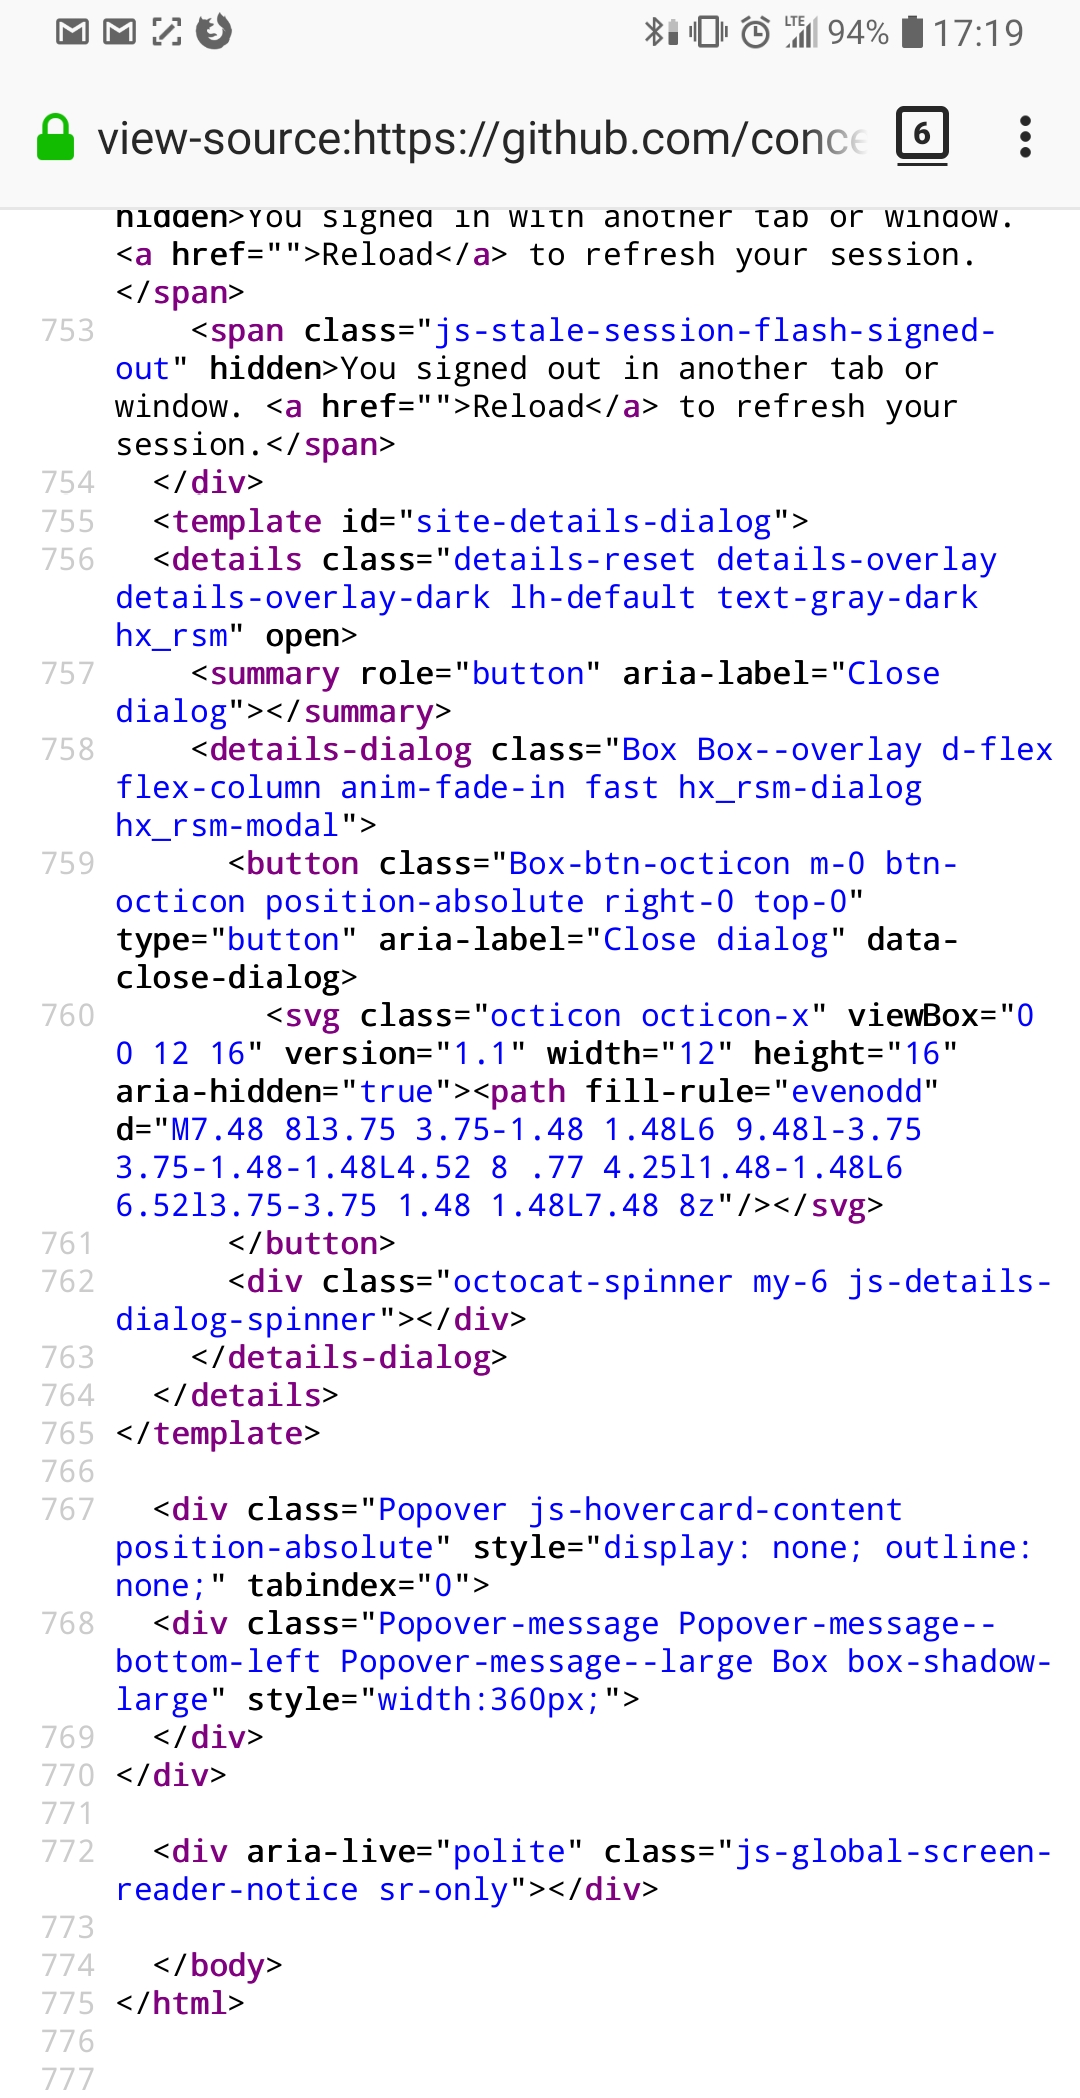 LTE 94% 17:19
view-source:https://github.com/conce 6
hidden>You signed in with another tab or window.
<a href="">Reload</a> to refresh your session.
</span>
753     <span class="js-stale-session-flash-signed-
out" hidden>You signed out in another tab or
window. <a href="">Reload</a> to refresh your
session.</span>
754   </div>
755   <template id="site-details-dialog">
756   <details class="details-reset details-overlay
details-overlay-dark lh-default text-gray-dark
hx_rsm" open>
757     <summary role="button" aria-label="Close
dialog"></summary>
758     <details-dialog class="Box Box--overlay d-flex
flex-column anim-fade-in fast hx_rsm-dialog
hx_rsm-modal">
759       <button class="Box-btn-octicon m-0 btn-
octicon position-absolute right-0 top-0"
type="button" aria-label="Close dialog" data-
close-dialog>
760         <svg class="octicon octicon-x" viewBox="0
0 12 16" version="1.1" width="12" height="16"
aria-hidden="true"><path fill-rule="evenodd"
d="M7.48 8l3.75 3.75-1.48 1.48L6 9.48l-3.75
3.75-1.48-1.48L4.52 8 .77 4.25l1.48-1.48L6
6.52l3.75-3.75 1.48 1.48L7.48 8z"/></svg>
761       </button>
762       <div class="octocat-spinner my-6 js-details-
dialog-spinner"></div>
763     </details-dialog>
764   </details>
765 </template>
766
767   <div class="Popover js-hovercard-content
position-absolute" style="display: none; outline:
none;" tabindex="0">
768   <div class="Popover-message Popover-message--
bottom-left Popover-message--large Box box-shadow-
large" style="width:360px;">
769   </div>
770 </div>
771
772   <div aria-live="polite" class="js-global-screen-
reader-notice sr-only"></div>
773
774   </body>
775 </html>
776
777